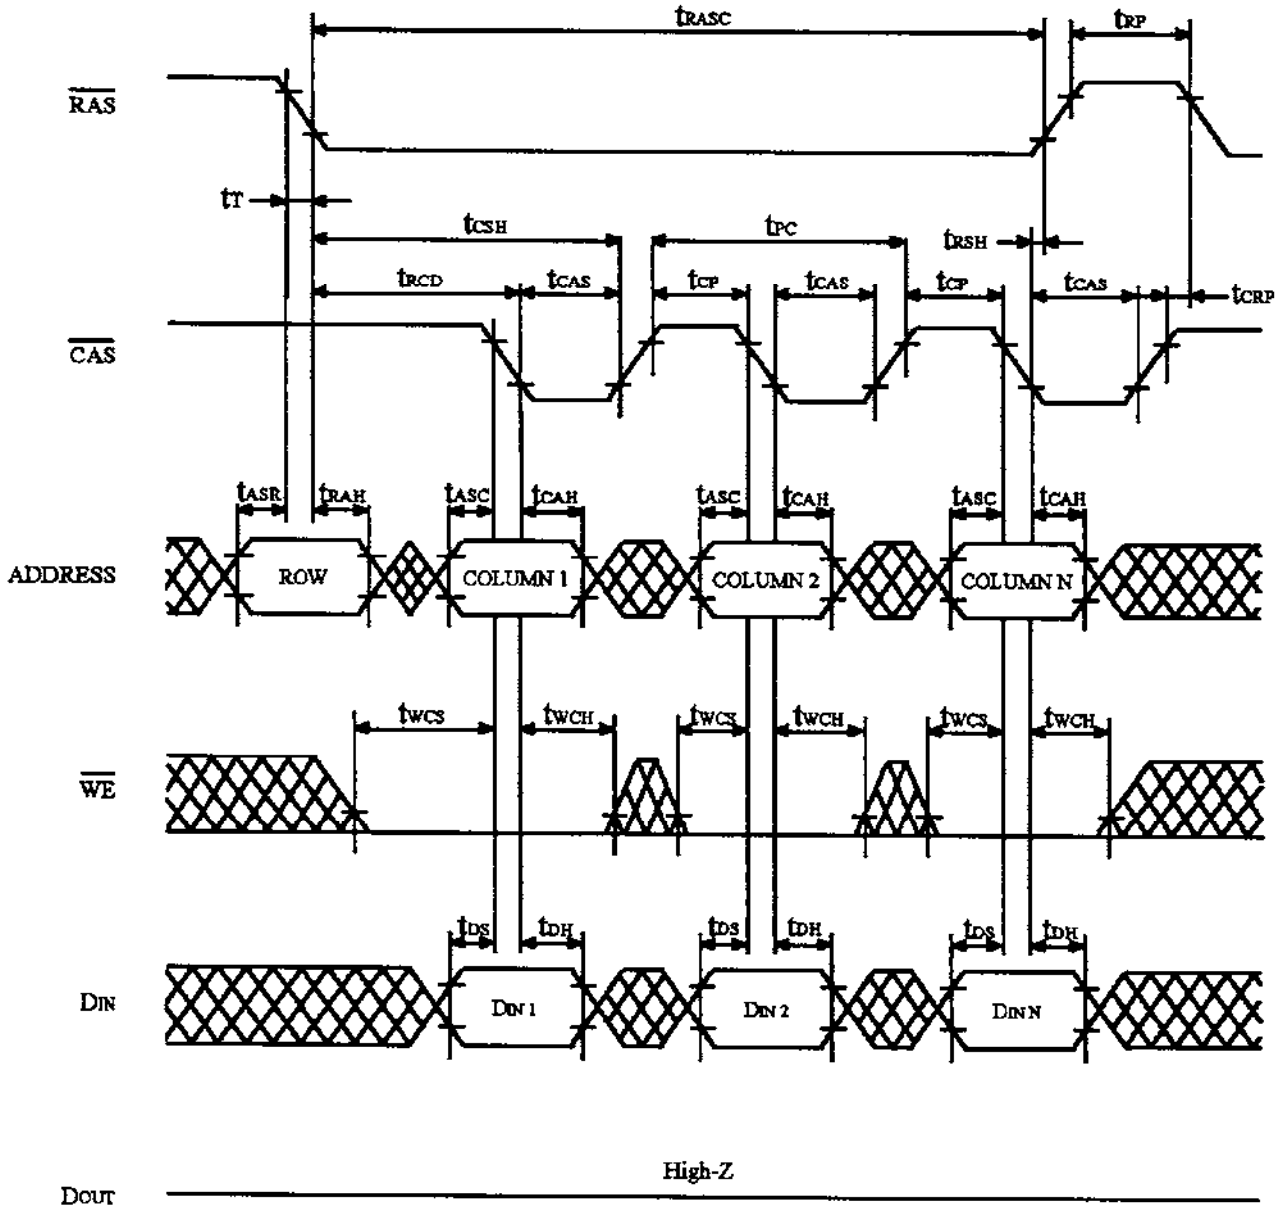 tRASC tRP
RAS
tT
tCSH tPC tRSH
tRCD tCAS tCP tCAS tCP tCAS tCRP
CAS
tASR tRAH tASC tCAH tASC tCAH tASC tCAH
ADDRESS ROW COLUMN 1 COLUMN 2 COLUMN N
tWCS tWCH tWCS tWCH tWCS tWCH
WE
tDS tDH tDS tDH tDS tDH
DIN DIN 1 DIN 2 DIN N
High-Z
DOUT